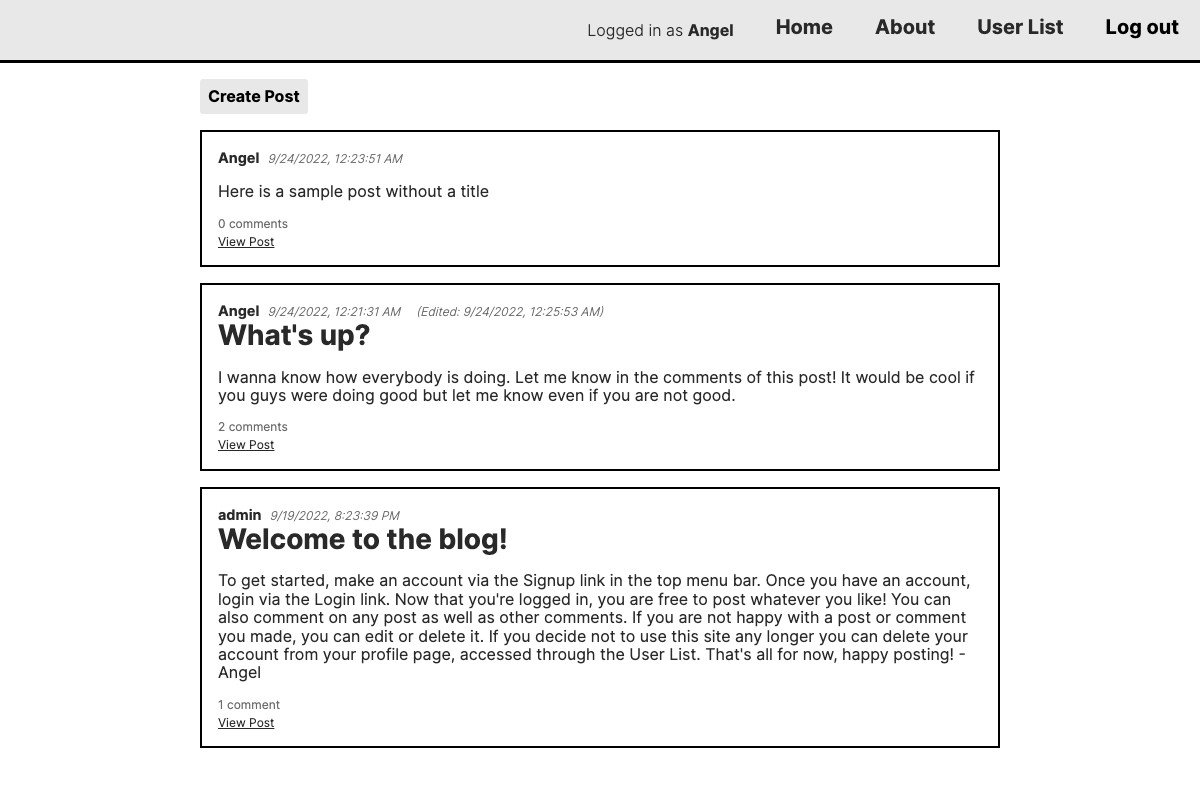 Logged in as Angel Home About User List Log out
Create Post
Angel 9/24/2022, 12:23:51 AM
Here is a sample post without a title
0 comments
View Post
Angel 9/24/2022, 12:21:31 AM (Edited: 9/24/2022, 12:25:53 AM)
What's up?
I wanna know how everybody is doing. Let me know in the comments of this post! It would be cool if
you guys were doing good but let me know even if you are not good.
2 comments
View Post
admin 9/19/2022, 8:23:39 PM
Welcome to the blog!
To get started, make an account via the Signup link in the top menu bar. Once you have an account,
login via the Login link. Now that you're logged in, you are free to post whatever you like! You can
also comment on any post as well as other comments. If you are not happy with a post or comment
you made, you can edit or delete it. If you decide not to use this site any longer you can delete your
account from your profile page, accessed through the User List. That's all for now, happy posting! -
Angel
1 comment
View Post